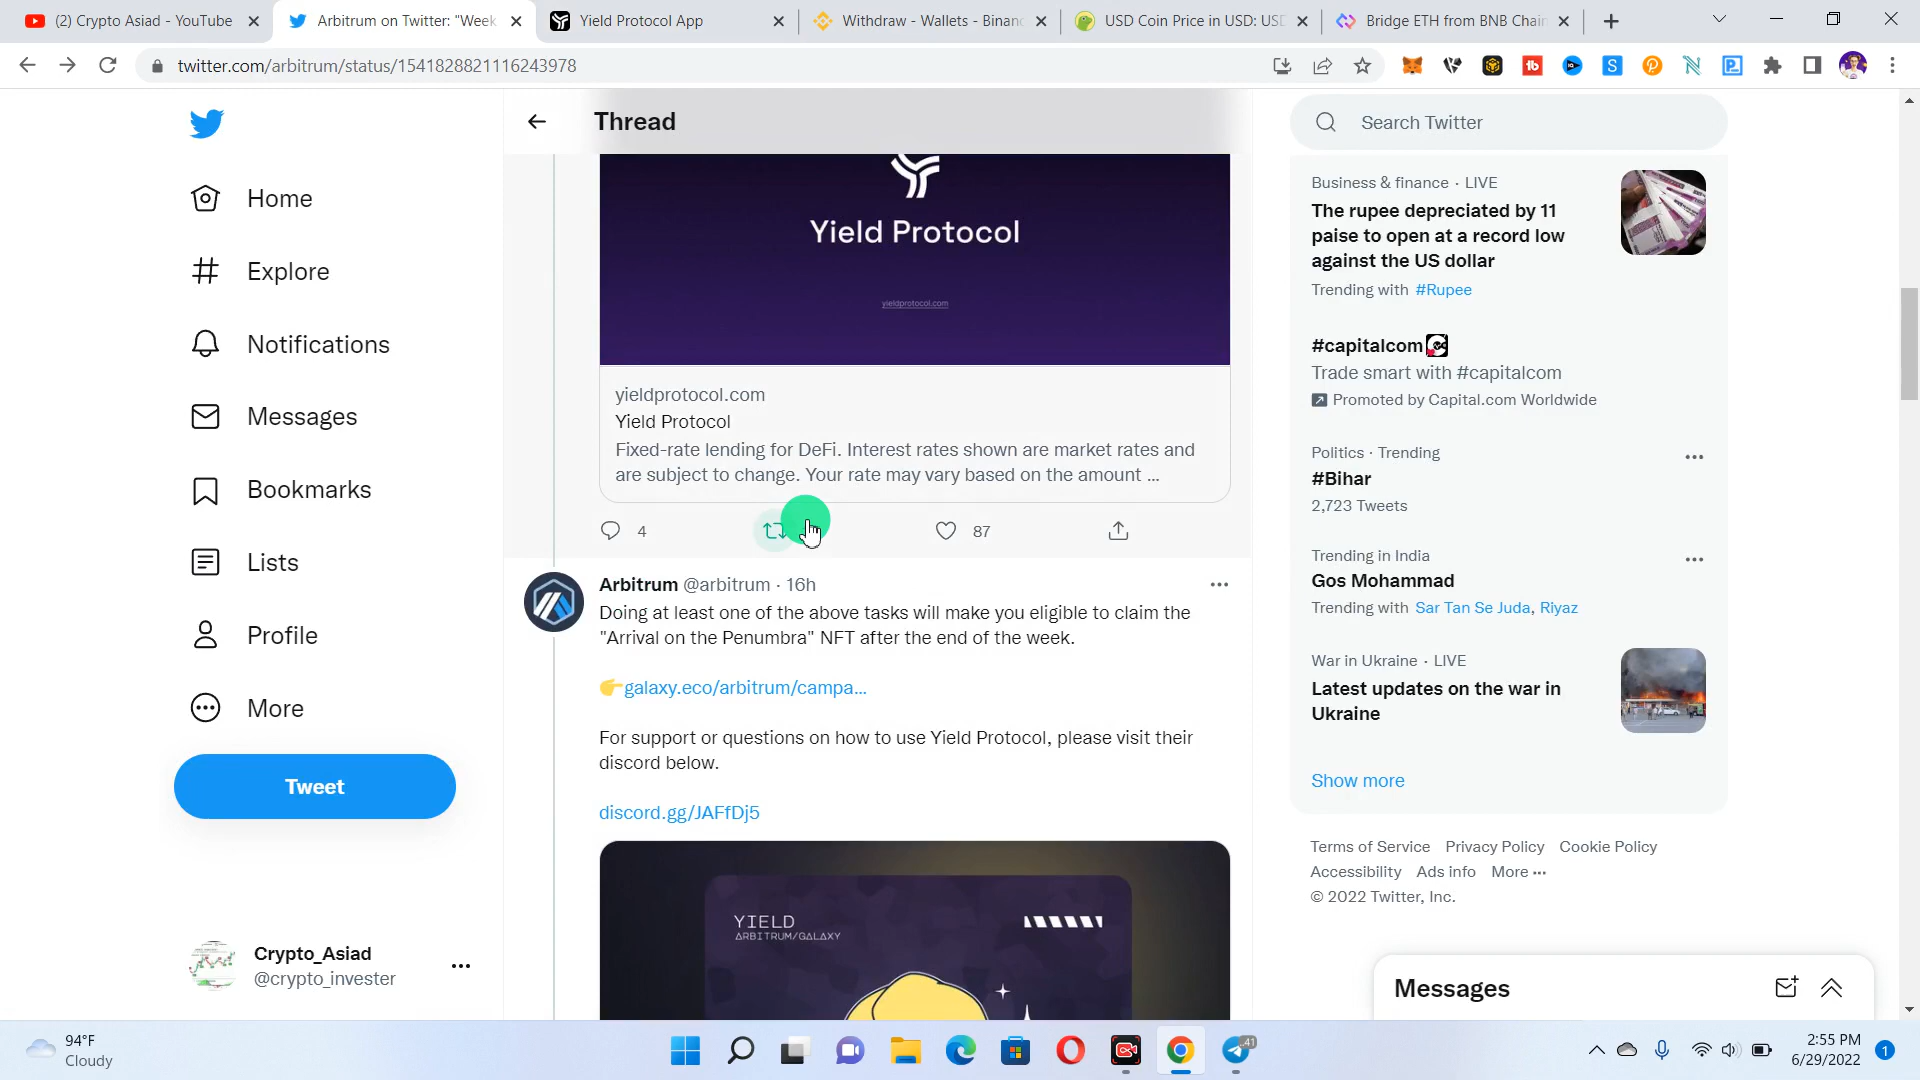 (2) Crypto Asiad - YouTube
Arbitrum on Twitter: "Week
Yield Protocol App
Withdraw - Wallets - Binanc
USD Coin Price in USD: USD
Bridge ETH from BNB Chain
twitter.com/arbitrum/status/1541828821116243978
Thread
Search Twitter
Home
Explore
Notifications
Messages
Bookmarks
Lists
Profile
More
Tweet
Crypto_Asiad
@crypto_invester
Yield Protocol
yieldprotocol.com
yieldprotocol.com
Yield Protocol
Fixed-rate lending for DeFi. Interest rates shown are market rates and
are subject to change. Your rate may vary based on the amount ...
4
87
Arbitrum @arbitrum · 16h
Doing at least one of the above tasks will make you eligible to claim the
"Arrival on the Penumbra" NFT after the end of the week.
👉galaxy.eco/arbitrum/campa...
For support or questions on how to use Yield Protocol, please visit their
discord below.
discord.gg/JAFfDj5
YIELD
ARBITRUM/GALAXY
Business & finance · LIVE
The rupee depreciated by 11
paise to open at a record low
against the US dollar
Trending with #Rupee
#capitalcom
Trade smart with #capitalcom
Promoted by Capital.com Worldwide
Politics · Trending
#Bihar
2,723 Tweets
Trending in India
Gos Mohammad
Trending with Sar Tan Se Juda, Riyaz
War in Ukraine · LIVE
Latest updates on the war in
Ukraine
Show more
Terms of Service Privacy Policy Cookie Policy
Accessibility Ads info More ···
© 2022 Twitter, Inc.
Messages
94°F
Cloudy
41
2:55 PM
6/29/2022
1